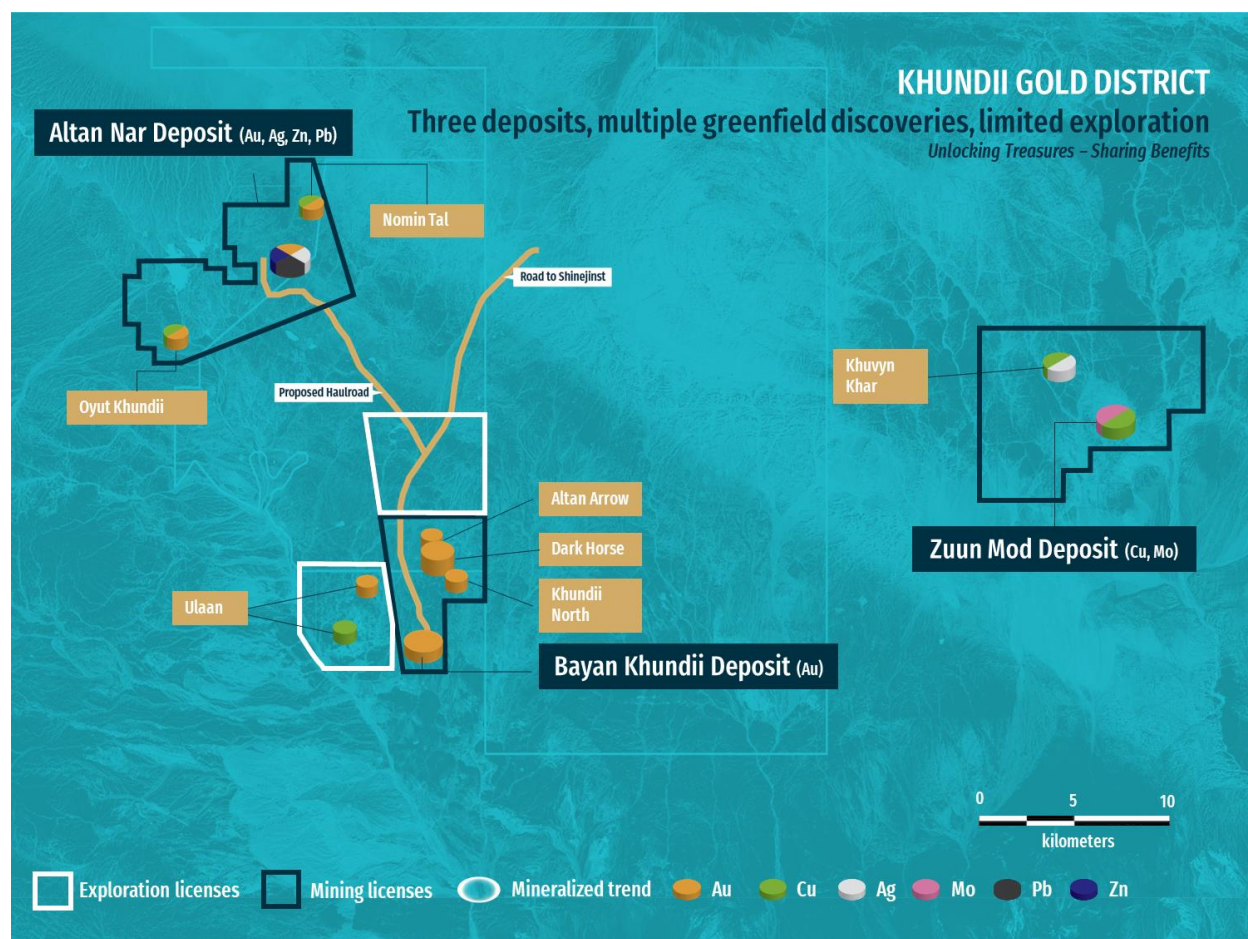 KHUNDII GOLD DISTRICT
Three deposits, multiple greenfield discoveries, limited exploration
Unlocking Treasures – Sharing Benefits
Altan Nar Deposit (Au, Ag, Zn, Pb)
Nomin Tal
Road to Shinejinst
Proposed Haulroad
Oyut Khundii
Khuvyn
Khar
Altan Arrow
Dark Horse
Khundii
North
Ulaan
Zuun Mod Deposit (Cu, Mo)
Bayan Khundii Deposit (Au)
0 5 10
kilometers
Exploration licenses Mining licenses Mineralized trend Au Cu Ag Mo Pb Zn